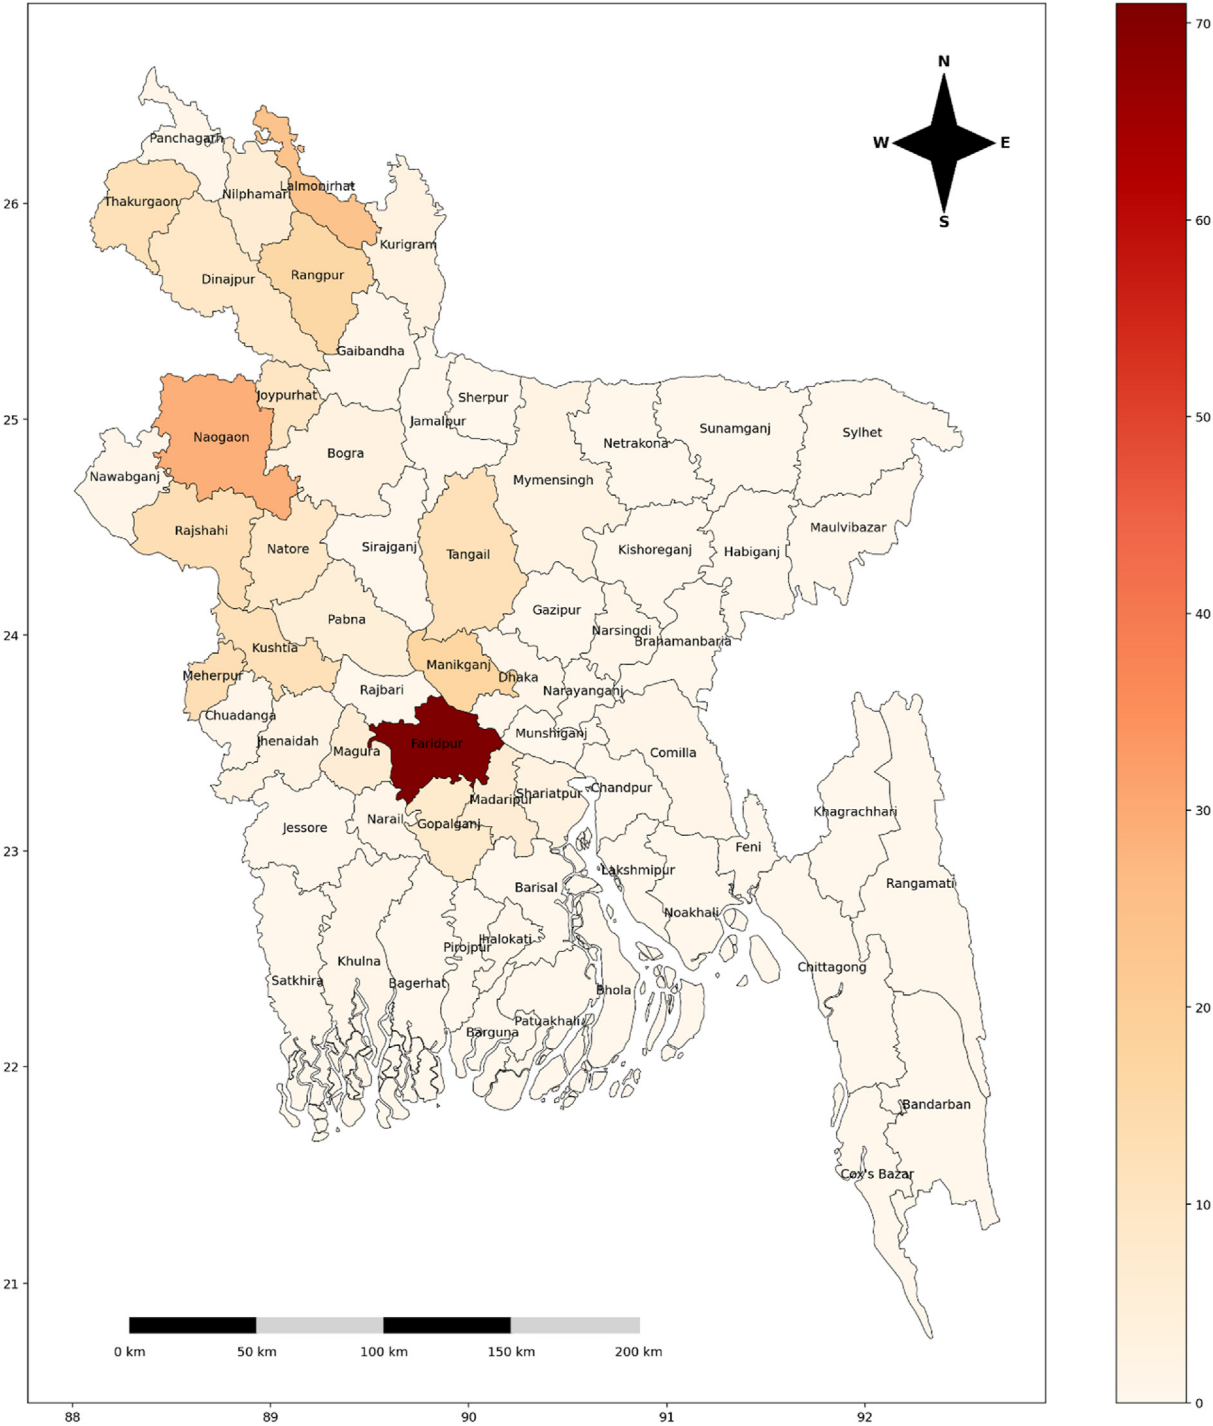 70
N
W
E
S
Panchagarh
Lalmonirhat
Nilphamari
Thakurgaon
26
60
Kurigram
Rangpur
Dinajpur
Gaibandha
Joypurhat
Sherpur
25
50
Jamalpur
Sunamganj
Sylhet
Naogaon
Netrakona
Bogra
Nawabganj
Mymensingh
Maulvibazar
Rajshahi
Natore
Sirajganj
Kishoreganj
Habiganj
Tangail
Gazipur
40
Pabna
Narsingdi
24
Brahamanbaria
Kushtia
Manikganj
Meherpur
Dhaka
Rajbari
Narayanganj
Chuadanga
Munshiganj
Jhenaidah
Faridpur
Magura
Comilla
Chandpur
Shariatpur
Madaripur
30
Khagrachhari
Narail
Gopalganj
Jessore
Feni
23
Lakshmipur
Rangamati
Barisal
Noakhali
Jhalokati
Pirojpur
Khulna
Chittagong
Satkhira
Bagerhat
Bhola
20
Patuakhali
Barguna
22
Bandarban
Cox's Bazar
10
21
0 km
50 km
100 km
150 km
200 km
0
88
89
90
91
92